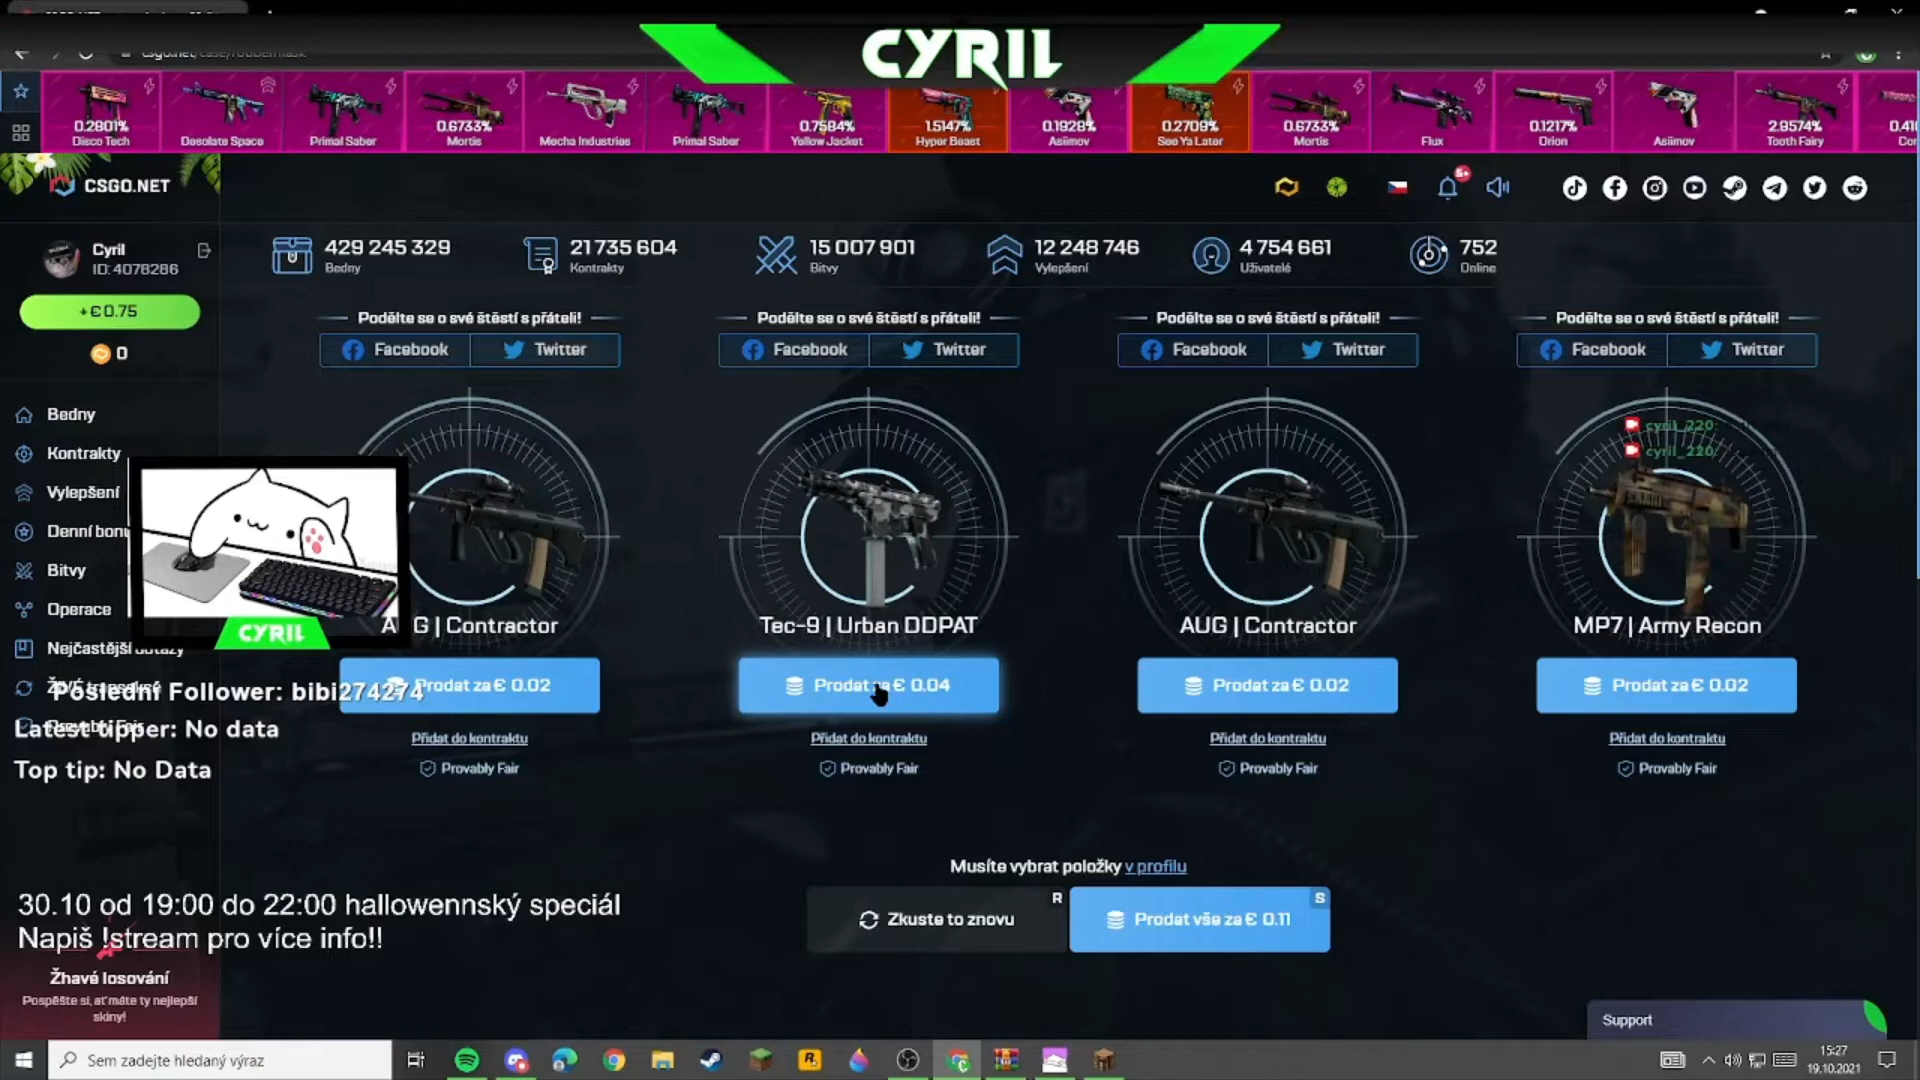 CYRIL
0.2801%
Disco Tech
Desolate Space
Primal Saber
0.6733%
Mortis
Mecha Industries
Primal Saber
0.7584%
Yellow Jacket
1.5147%
Hyper Beast
0.1928%
Asiimov
0.2709%
See Ya Later
0.6733%
Mortis
Flux
0.1217%
Orion
Asiimov
2.9574%
Tooth Fairy
CSGO.NET
5+
Cyril
ID: 4078286
+ € 0.75
0
429 245 329
Bedny
21 735 604
Kontrakty
15 007 901
Bitvy
12 248 746
Vylepšení
4 754 661
Uživatelé
752
Online
Podělte se o své štěstí s přáteli!
Facebook
Twitter
Podělte se o své štěstí s přáteli!
Facebook
Twitter
Podělte se o své štěstí s přáteli!
Facebook
Twitter
Podělte se o své štěstí s přáteli!
Facebook
Twitter
Bedny
Kontrakty
Vylepšení
Denní bonu
Bitvy
Operace
Nejčastější dotazy
CYRIL
cyril_220:
cyril_220:
G | Contractor
Tec-9 | Urban DDPAT
AUG | Contractor
MP7 | Army Recon
Prodat za € 0.02
Prodat za € 0.04
Prodat za € 0.02
Prodat za € 0.02
Přidat do kontraktu
Přidat do kontraktu
Přidat do kontraktu
Přidat do kontraktu
Provably Fair
Provably Fair
Provably Fair
Provably Fair
Poslední Follower: bibi274274
Latest tipper: No data
Top tip: No Data
Musíte vybrat položky v profilu
Zkuste to znovu
R
Prodat vše za € 0.11
S
30.10 od 19:00 do 22:00 hallowennský speciál
Napiš !stream pro více info!!
Žhavé losování
Pospěšte si, ať máte ty nejlepší
skiny!
Support
Sem zadejte hledaný výraz
15:27
19.10.2021